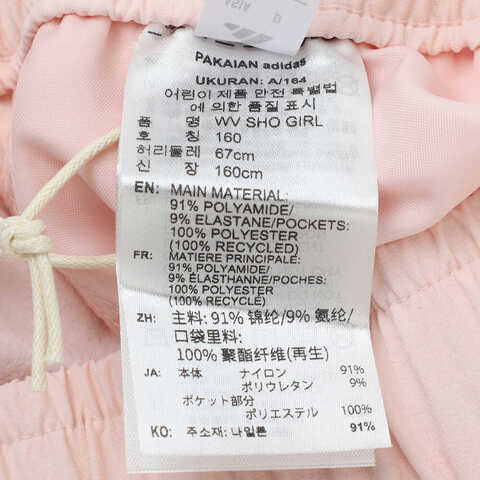 PAKAIAN adidas
UKURAN: A/164
어린이 제품 안전 특별법
에 의한 품질 표시
품 명 WV SHO GIRL
호 칭 160
허리둘레 67cm
신 장 160cm
EN: MAIN MATERIAL:
91% POLYAMIDE/
9% ELASTANE/POCKETS:
100% POLYESTER
(100% RECYCLED)
FR: MATIERE PRINCIPALE:
91% POLYAMIDE/
9% ELASTHANNE/POCHES:
100% POLYESTER
(100% RECYCLE)
ZH: 主料: 91% 锦纶/9% 氨纶/
口袋里料:
100% 聚酯纤维(再生)
JA: 本体 ナイロン 91%
ポリウレタン 9%
ポケット部分
ポリエステル 100%
KO: 주소재: 나일론 91%